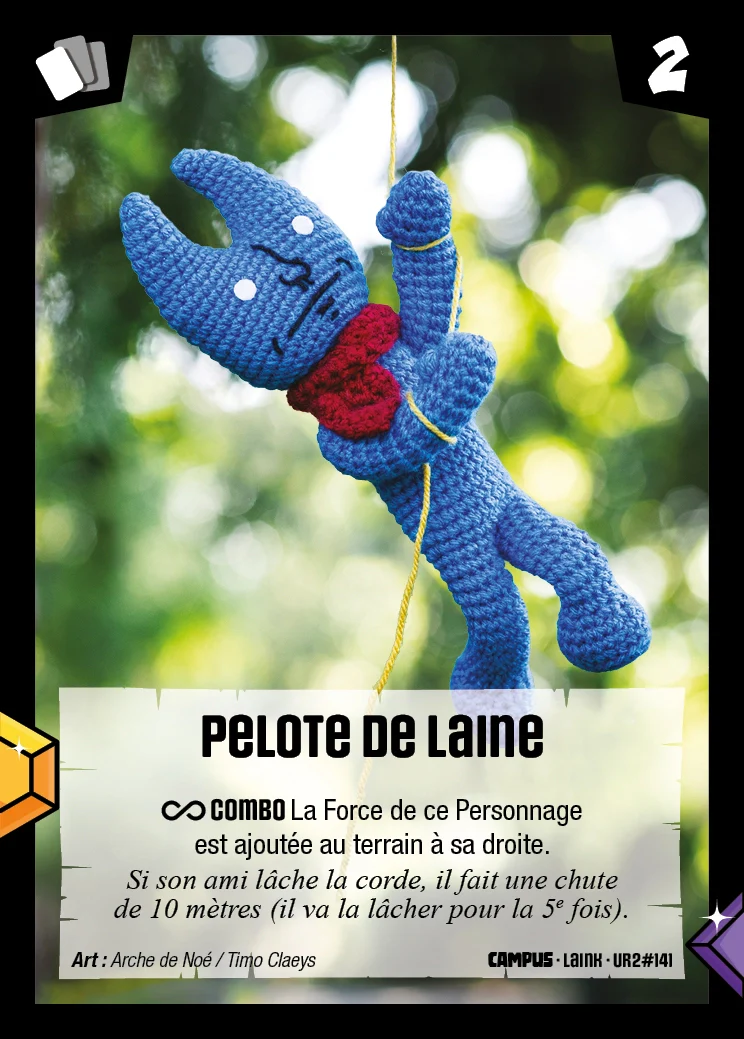 2
PELOTE DE LAINE
∞ COMBO La Force de ce Personnage
est ajoutée au terrain à sa droite.
Si son ami lâche la corde, il fait une chute
de 10 mètres (il va la lâcher pour la 5e fois).
Art : Arche de Noé / Timo Claeys
CAMPUS · LAINK · UR2#141